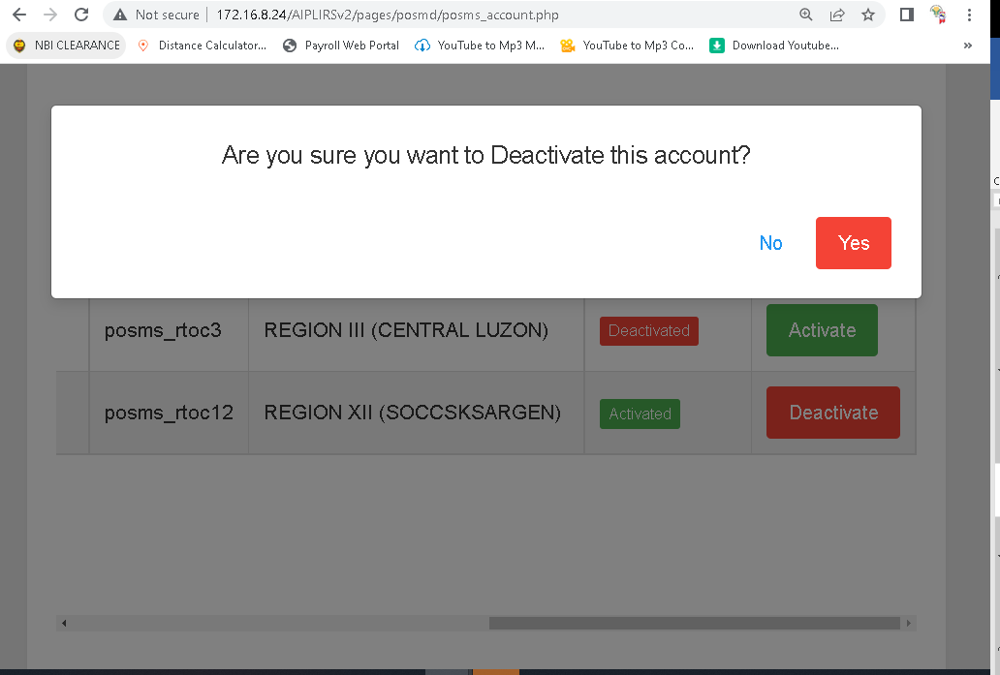 Not secure
172.16.8.24/AIPLIRSv2/pages/posmd/posms_account.php
NBI CLEARANCE
Distance Calculator...
Payroll Web Portal
YouTube to Mp3 M...
YouTube to Mp3 Co...
Download Youtube...
»
Are you sure you want to Deactivate this account?
No
Yes
posms_rtoc3
REGION III (CENTRAL LUZON)
Deactivated
Activate
posms_rtoc12
REGION XII (SOCCSKSARGEN)
Activated
Deactivate